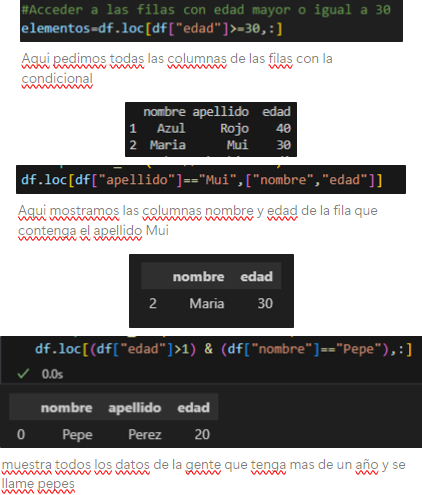 #Acceder a las filas con edad mayor o igual a 30
elementos=df.loc[df["edad"]>=30,:]
Aqui pedimos todas las columnas de las filas con la
condicional
nombre apellido edad
1 Azul Rojo 40
2 Maria Mui 30
df.loc[df["apellido"]=="Mui",["nombre","edad"]]
Aqui mostramos las columnas nombre y edad de la fila que
contenga el apellido Mui
nombre edad
2 Maria 30
df.loc[(df["edad"]>1) & (df["nombre"]=="Pepe"),:]
0.0s
nombre apellido edad
0 Pepe Perez 20
muestra todos los datos de la gente que tenga mas de un año y se
llame pepes